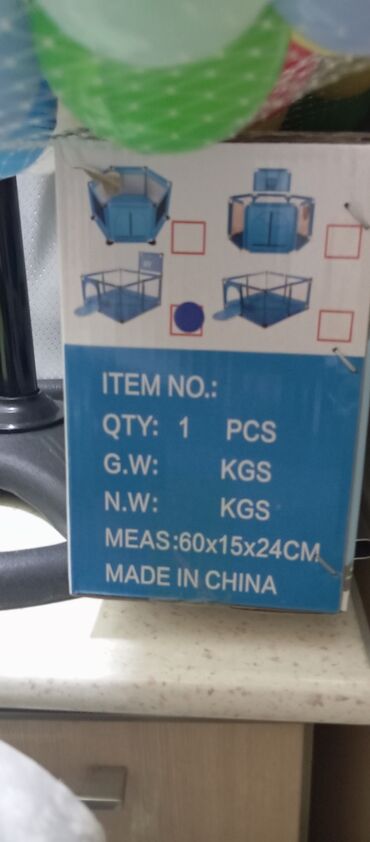 ITEM NO.:
QTY: 1 PCS
G.W: KGS
N.W: KGS
MEAS:60x15x24CM
MADE IN CHINA